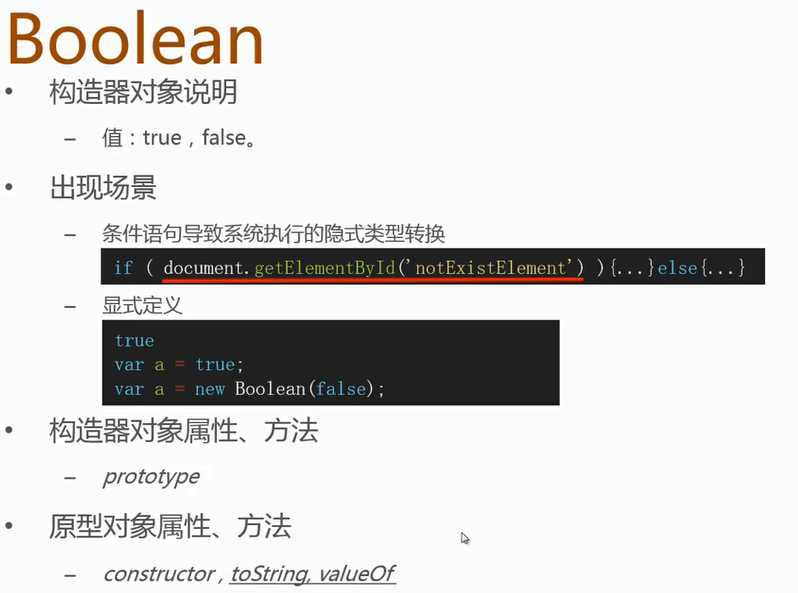 Boolean
• 构造器对象说明
– 值：true，false。
• 出现场景
– 条件语句导致系统执行的隐式类型转换
if ( document.getElementById('notExistElement') ){...}else{...}
– 显式定义
true
var a = true;
var a = new Boolean(false);
• 构造器对象属性、方法
– prototype
• 原型对象属性、方法
– constructor , toString, valueOf